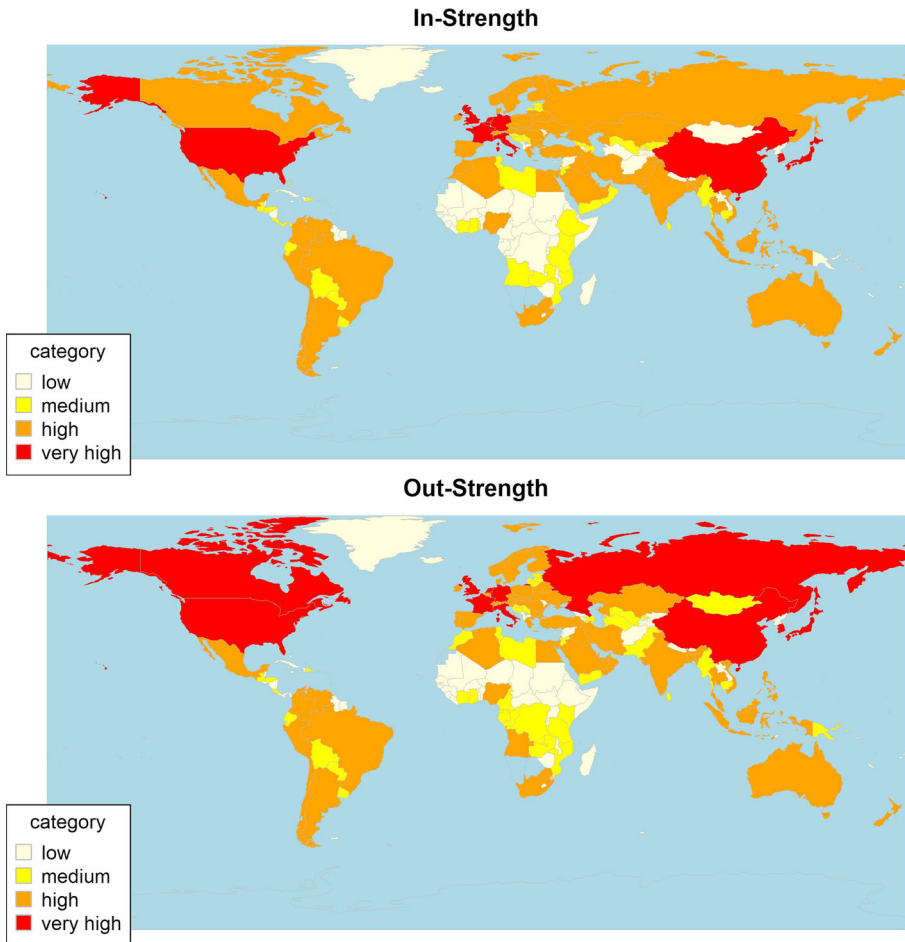 In-Strength
category
low
medium
high
very high
Out-Strength
category
low
medium
high
very high